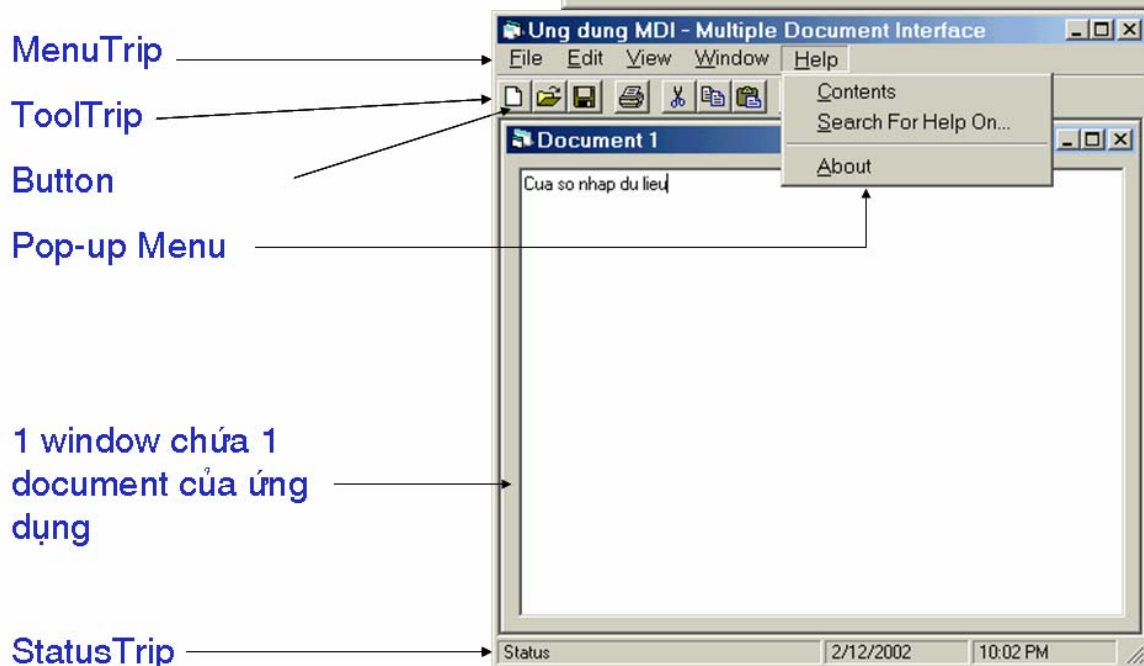 Ung dung MDI - Multiple Document Interface
MenuTrip
File Edit View Window Help
Contents
ToolTrip
Search For Help On...
Document 1
About
Button
Cua so nhap du lieu
Pop-up Menu
1 window chứa 1
document của ứng
dụng
StatusTrip
Status 2/12/2002 10:02 PM